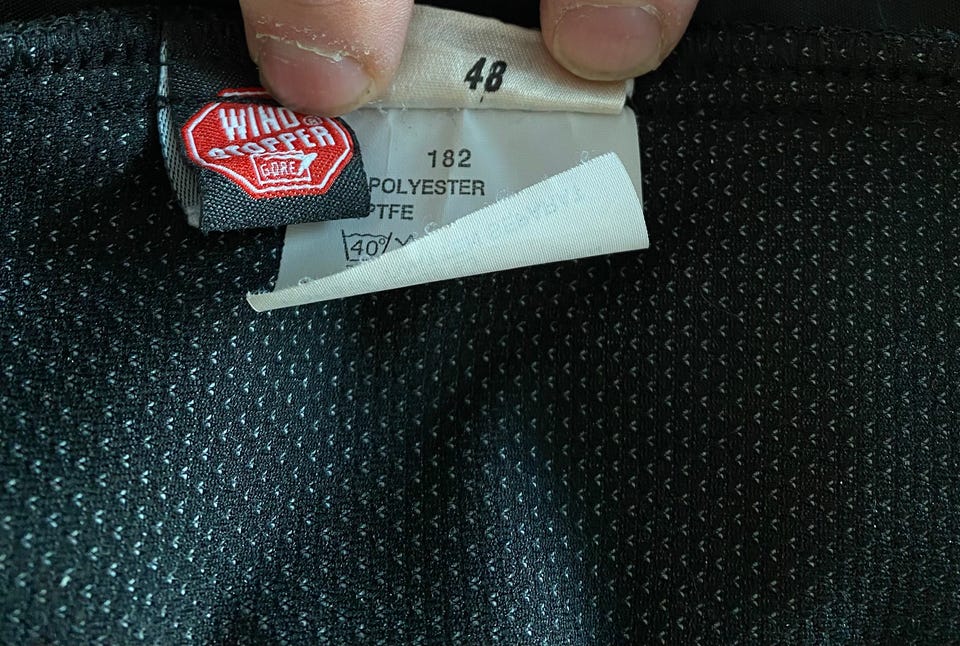 48
WIND®
STOPPER
GORE
182
POLYESTER
PTFE
40°